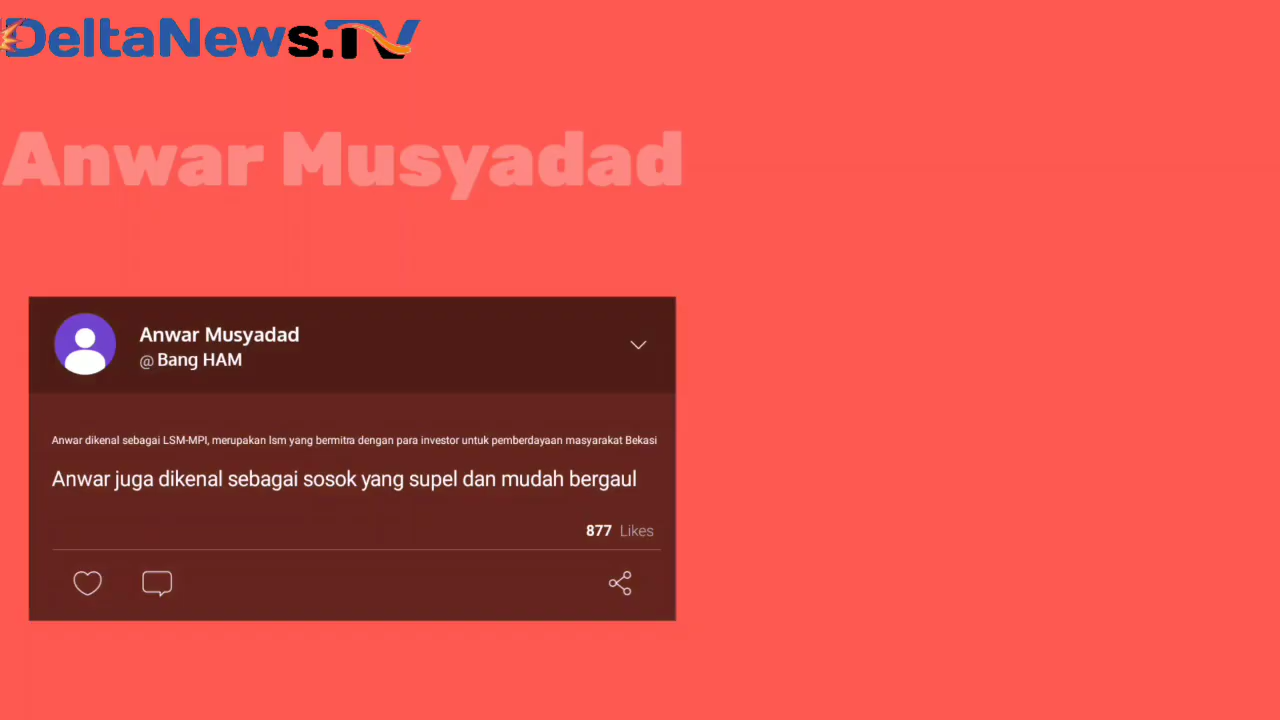 DeltaNews.TV
Anwar Musyadad
Anwar Musyadad
@ Bang HAM
Anwar dikenal sebagai LSM-MPI, merupakan lsm yang bermitra dengan para investor untuk pemberdayaan masyarakat Bekasi
Anwar juga dikenal sebagai sosok yang supel dan mudah bergaul
877 Likes